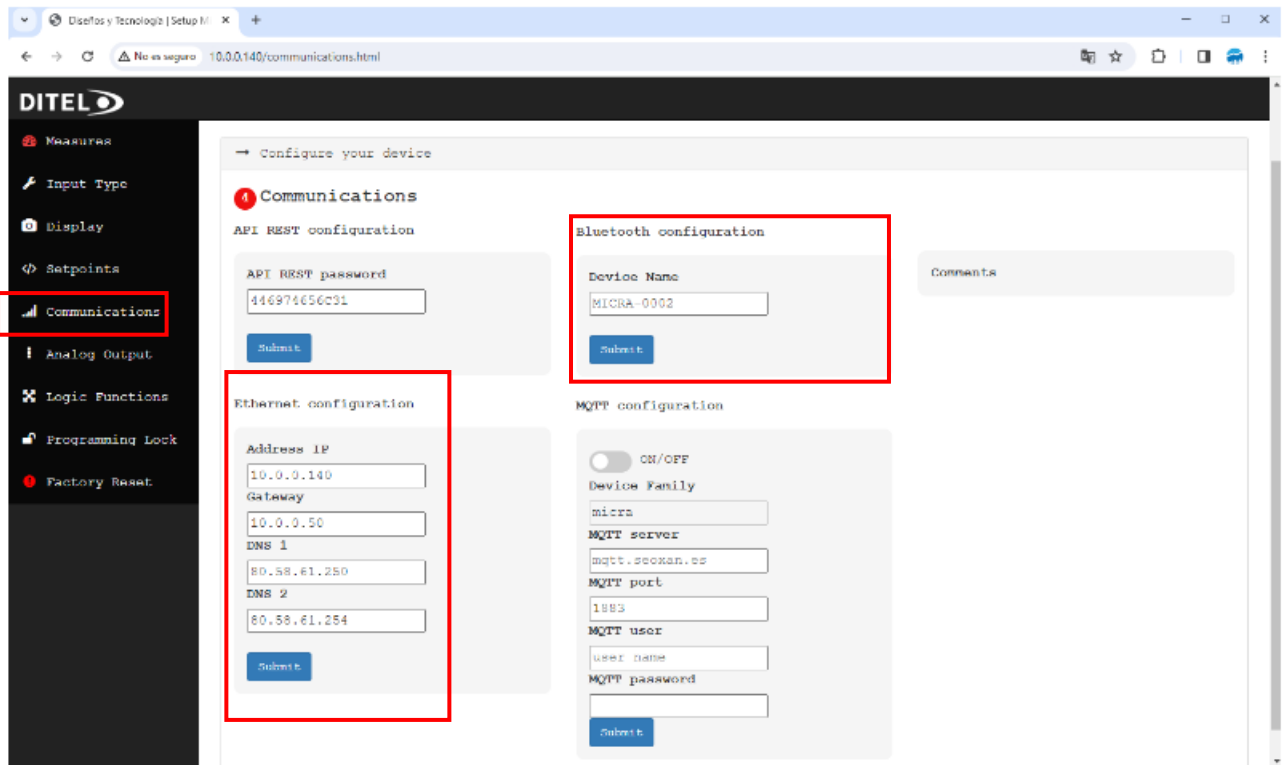 Diseños y Tecnología | Setup M
No es seguro
10.0.0.140/communications.html
DITEL
Measures
Input Type
Display
Setpoints
Communications
Analog Output
Logic Functions
Programming Lock
Factory Reset
→ Configure your device
4 Communications
API REST configuration
API REST password
446974656C31
Submit
Ethernet configuration
Address IP
10.0.0.140
Gateway
10.0.0.50
DNS 1
80.58.61.250
DNS 2
80.58.61.254
Submit
Bluetooth configuration
Device Name
MICRA-0002
Submit
MQTT configuration
ON/OFF
Device Family
micra
MQTT server
mqtt.seoxan.es
MQTT port
1883
MQTT user
user name
MQTT password
Submit
Comments